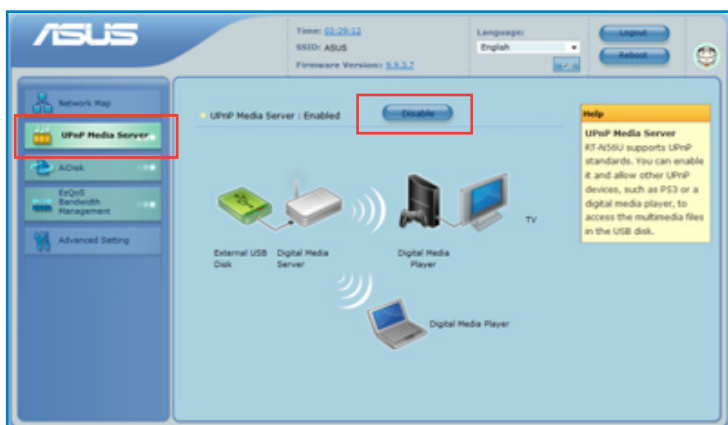 ASUS
Time: 02:29:12
SSID: ASUS
Firmware Version: 9.9.3.7
Language:
English
Logout
Reboot
Network Map
UPnP Media Server
AiDisk
EzQoS
Bandwidth
Management
Advanced Setting
UPnP Media Server : Enabled
Disable
External USB
Disk
Digital Media
Server
Digital Media
Player
TV
Digital Media Player
Help
UPnP Media Server
RT-N56U supports UPnP
standards. You can enable
it and allow other UPnP
devices, such as PS3 or a
digital media player, to
access the multimedia files
in the USB disk.